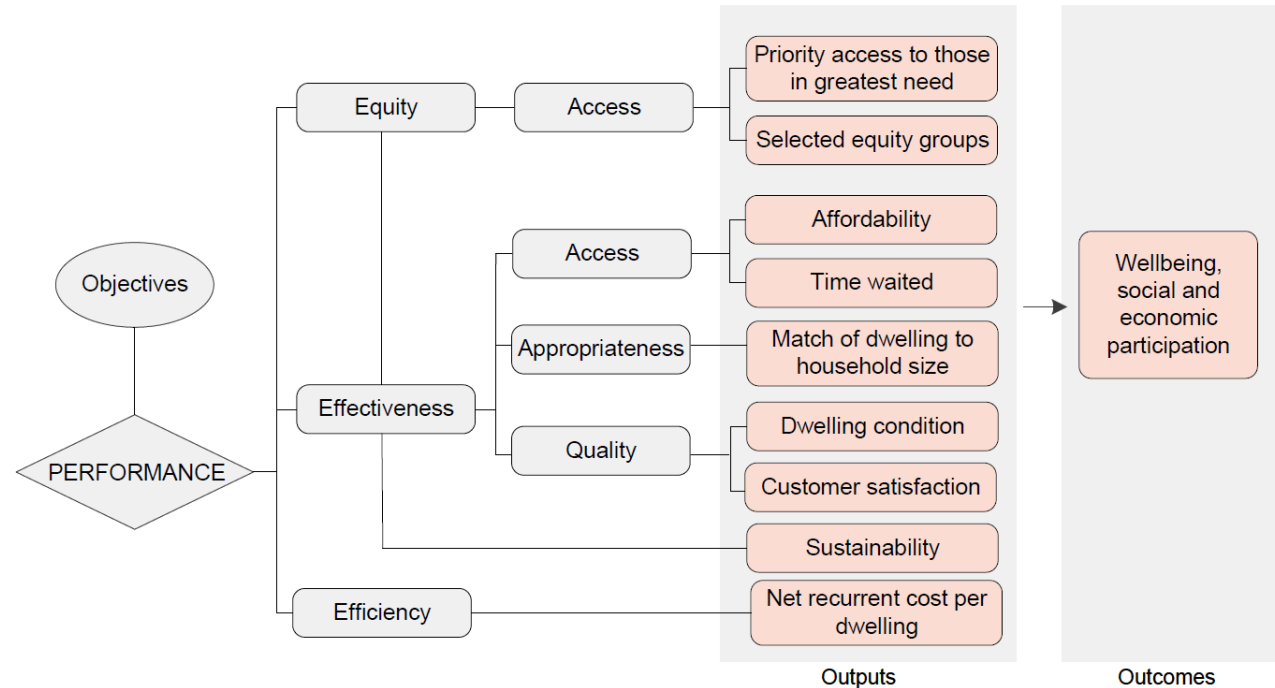 Objectives
PERFORMANCE
Equity
Access
Priority access to those
in greatest need
Selected equity groups
Effectiveness
Access
Affordability
Time waited
Appropriateness
Match of dwelling to
household size
Quality
Dwelling condition
Customer satisfaction
Sustainability
Efficiency
Net recurrent cost per
dwelling
Outputs
Wellbeing,
social and
economic
participation
Outcomes